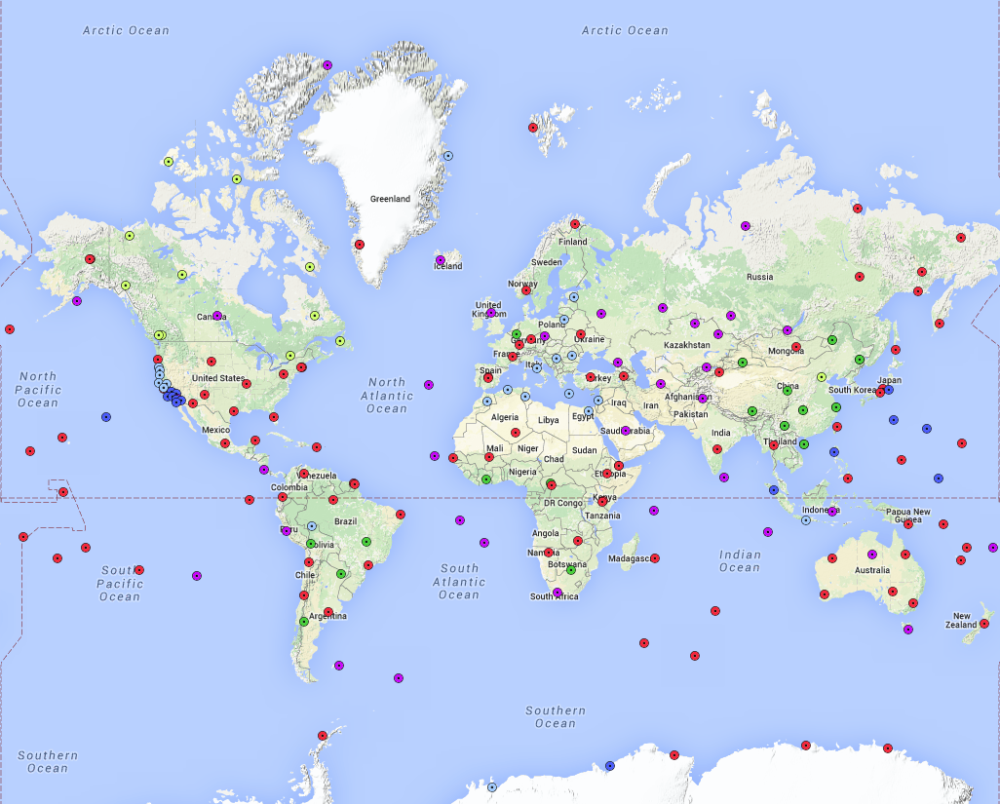 Arctic Ocean
Arctic Ocean
Greenland
Iceland
Finland
Sweden
Norway
Russia
United
Kingdom
Canada
Poland
Germany
Ukraine
Kazakhstan
Mongolia
France
Italy
Spain
Turkey
North
Pacific
Ocean
United States
North
Atlantic
Ocean
China
South Korea
Japan
Afghanistan
Iraq
Iran
Pakistan
Mexico
Algeria
Libya
Egypt
Saudi Arabia
India
Thailand
Mali
Niger
Chad
Sudan
Nigeria
Ethiopia
Venezuela
Colombia
DR Congo
Kenya
Tanzania
Indonesia
Papua New
Guinea
Peru
Brazil
Bolivia
Angola
Namibia
Botswana
Madagascar
South
Pacific
Ocean
Chile
South
Atlantic
Ocean
Indian
Ocean
Australia
South Africa
Argentina
New
Zealand
Southern
Ocean
Southern
Ocean